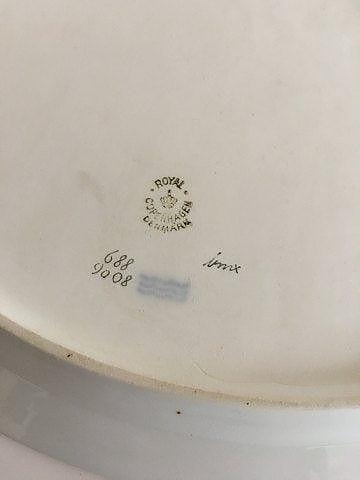 ROYAL
COPENHAGEN
DENMARK
688
9008